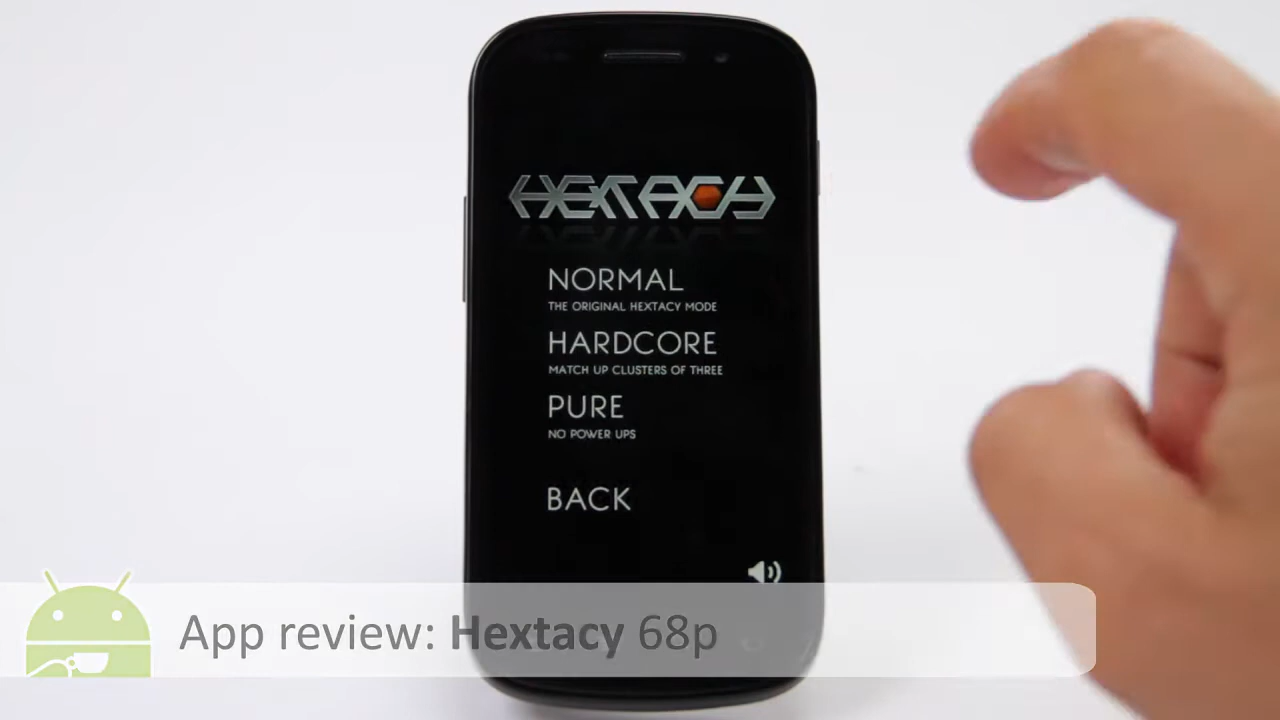 HEXTACY
NORMAL
THE ORIGINAL HEXTACY MODE
HARDCORE
MATCH UP CLUSTERS OF THREE
PURE
NO POWER UPS
BACK
App review: Hextacy 68p